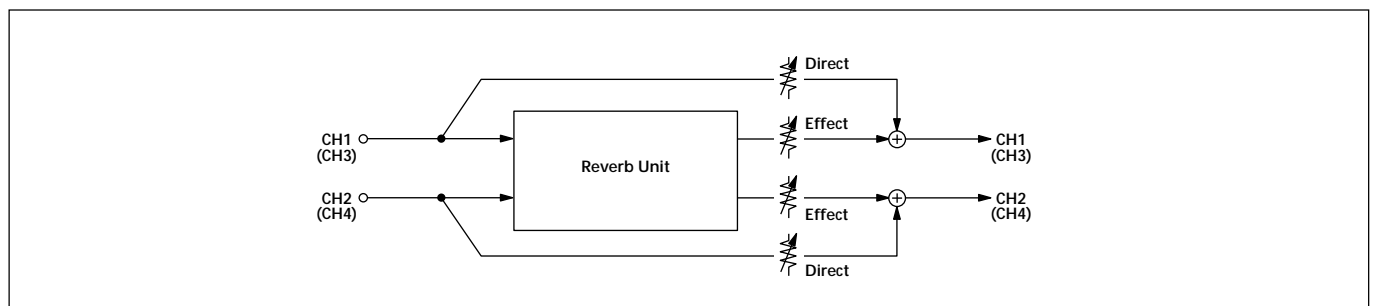 Direct
Effect
CH1
(CH3)
CH1
(CH3)
Reverb Unit
CH2
(CH4)
CH2
(CH4)
Effect
Direct